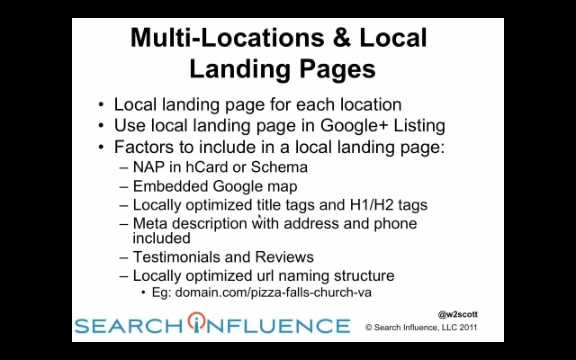 Multi-Locations & Local
Landing Pages
• Local landing page for each location
• Use local landing page in Google+ Listing
• Factors to include in a local landing page:
– NAP in hCard or Schema
– Embedded Google map
– Locally optimized title tags and H1/H2 tags
– Meta description with address and phone
included
– Testimonials and Reviews
– Locally optimized url naming structure
• Eg: domain.com/pizza-falls-church-va
@w2scott
SEARCH INFLUENCE
© Search Influence, LLC 2011